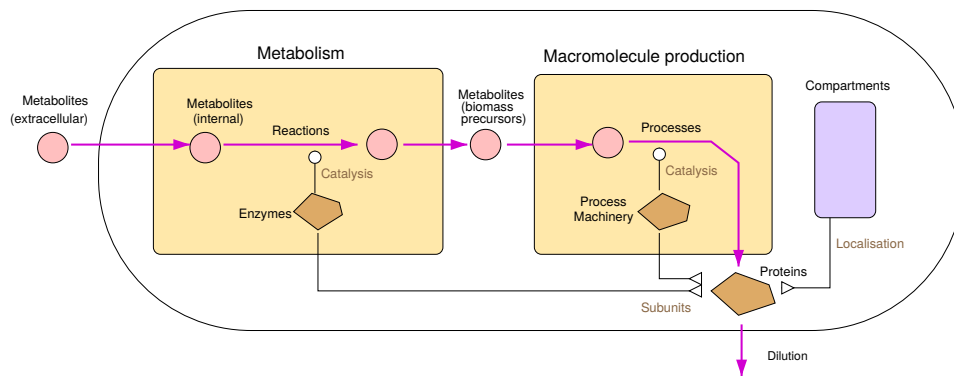 Metabolism
Macromolecule production
Metabolites
(extracellular)
Metabolites
(internal)
Reactions
Metabolites
(biomass
precursors)
Processes
Compartments
Catalysis
Catalysis
Enzymes
Process
Machinery
Localisation
Proteins
Subunits
Dilution